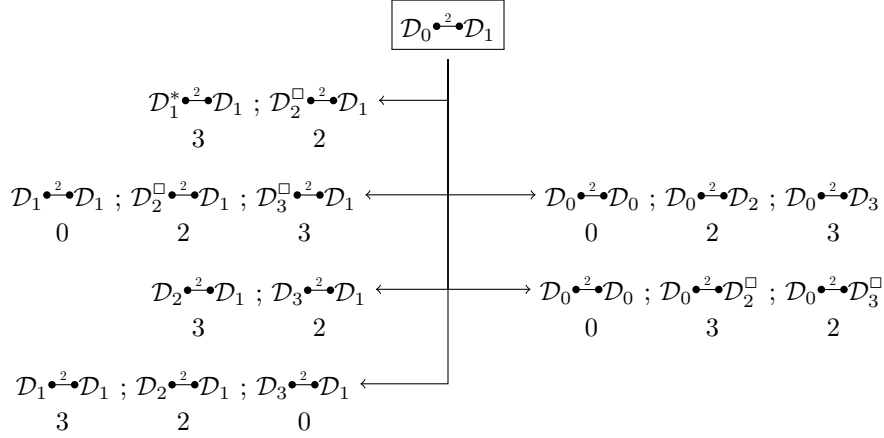 𝒟₀ •—2—• 𝒟₁
𝒟₁* •—2—• 𝒟₁ ; 𝒟₂□ •—2—• 𝒟₁
3 2
𝒟₁ •—2—• 𝒟₁ ; 𝒟₂□ •—2—• 𝒟₁ ; 𝒟₃□ •—2—• 𝒟₁
0 2 3
𝒟₀ •—2—• 𝒟₀ ; 𝒟₀ •—2—• 𝒟₂ ; 𝒟₀ •—2—• 𝒟₃
0 2 3
𝒟₂ •—2—• 𝒟₁ ; 𝒟₃ •—2—• 𝒟₁
3 2
𝒟₀ •—2—• 𝒟₀ ; 𝒟₀ •—2—• 𝒟₂□ ; 𝒟₀ •—2—• 𝒟₃□
0 3 2
𝒟₁ •—2—• 𝒟₁ ; 𝒟₂ •—2—• 𝒟₁ ; 𝒟₃ •—2—• 𝒟₁
3 2 0